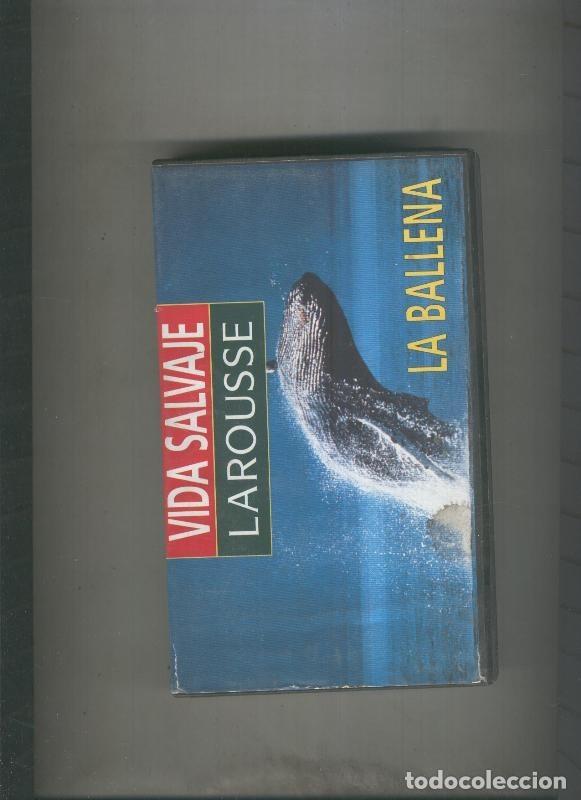 VIDA SALVAJE
LAROUSSE
LA BALLENA
todocoleccion